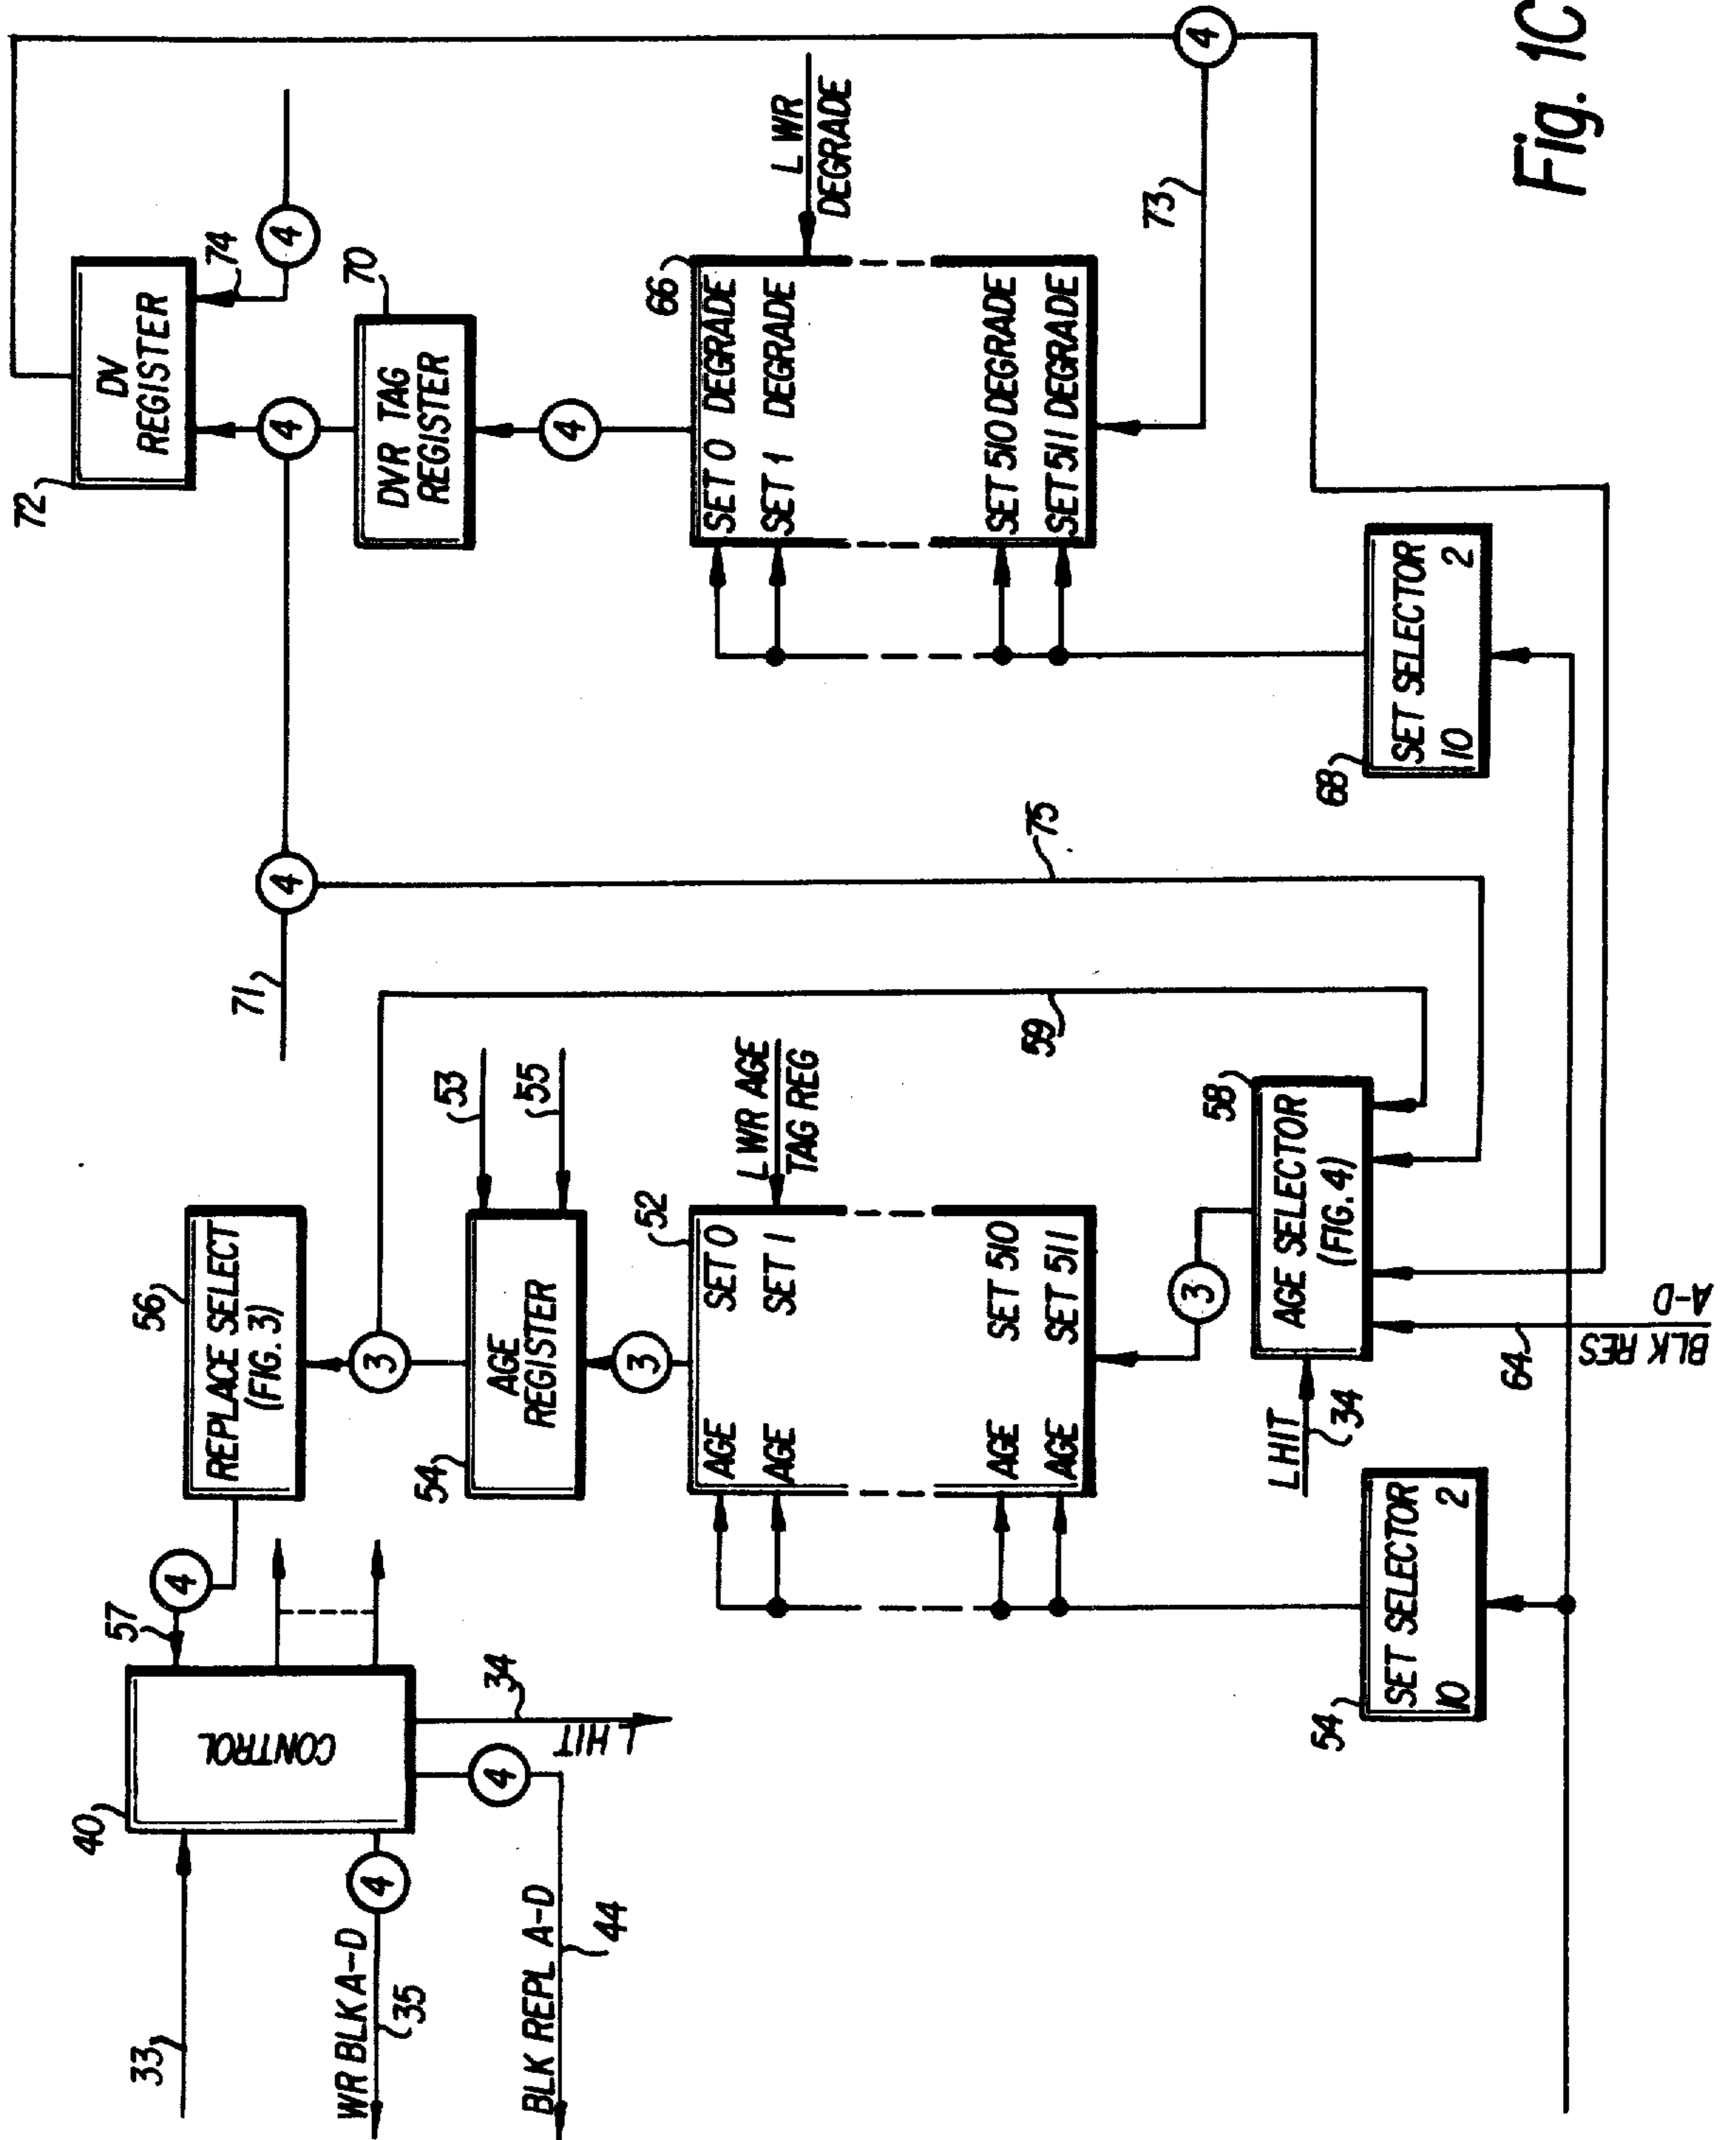 72
DV
REGISTER
4
74
4
DVR TAG
REGISTER
70
4
66
SET 0 DEGRADE
SET 1 DEGRADE
SET 510 DEGRADE
SET 511 DEGRADE
L WR
DEGRADE
73
4
68
SET SELECTOR
10 2
71
4
75
59
56
REPLACE SELECT
(FIG. 3)
57
4
3
54
AGE
REGISTER
53
55
3
52
AGE SET 0
AGE SET 1
AGE SET 510
AGE SET 511
L WR AGE
TAG REG
3
58
AGE SELECTOR
(FIG. 4)
LHIT
34
64
BLK RES
A-D
54
SET SELECTOR
10 2
40
CONTROL
33
4
WR BLK A-D
35
4
BLK REPL A-D
44
34
L HIT
Fig. 1C